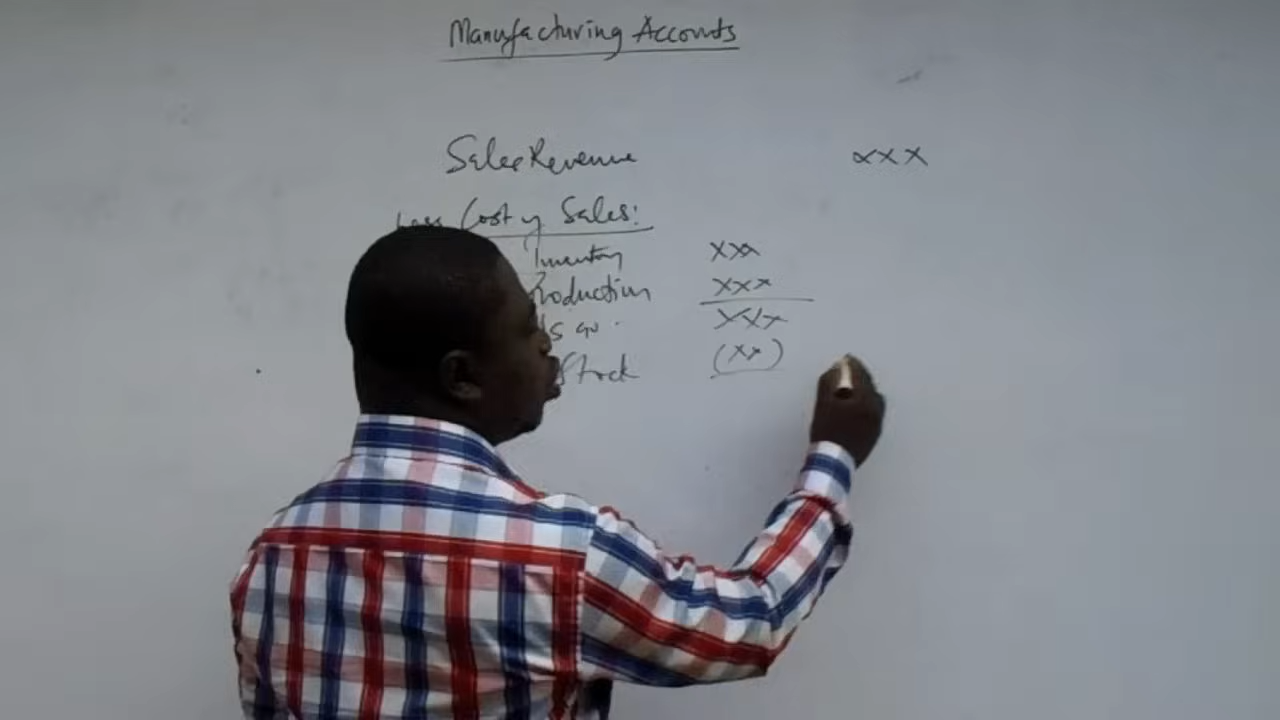 Manufacturing Accounts
Sales Revenue xxx
Less Cost of Sales:
Inventory xxx
Production xxx
xxx
Stock (xx)